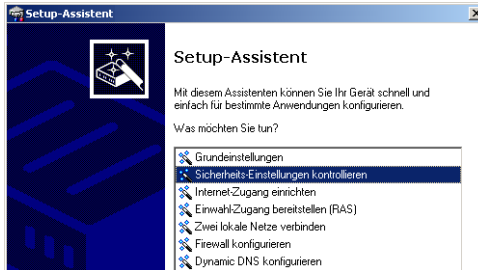 Setup-Assistent
Setup-Assistent
Mit diesem Assistenten können Sie Ihr Gerät schnell und
einfach für bestimmte Anwendungen konfigurieren.
Was möchten Sie tun?
Grundeinstellungen
Sicherheits-Einstellungen kontrollieren
Internet-Zugang einrichten
Einwahl-Zugang bereitstellen (RAS)
Zwei lokale Netze verbinden
Firewall konfigurieren
Dynamic DNS konfigurieren